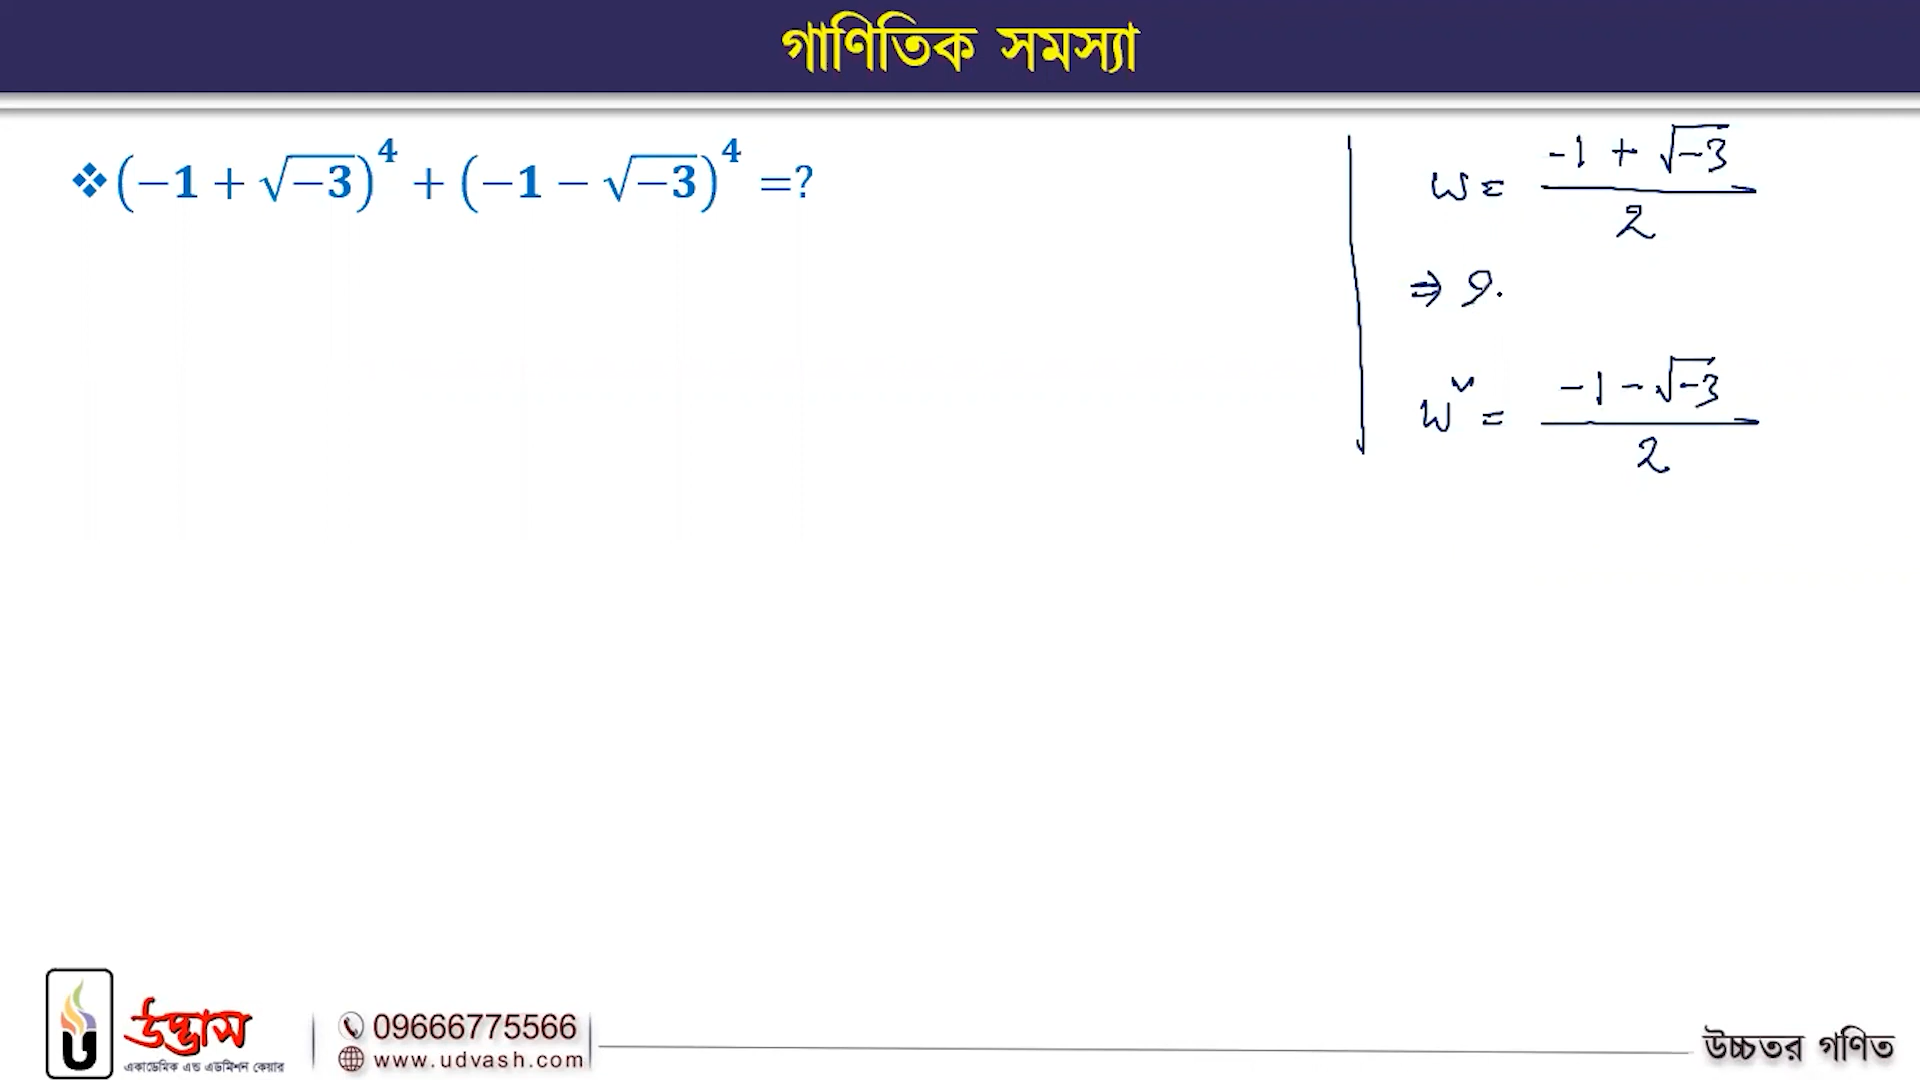 গাণিতিক সমস্যা
❖(−1 + √−3)⁴ + (−1 − √−3)⁴ =?
ω = (-1 + √-3) / 2
⇒ 2.
ω² = (-1 - √-3) / 2
U উদ্ভাস
একাডেমিক এন্ড এডমিশন কেয়ার
09666775566
www.udvash.com
উচ্চতর গণিত